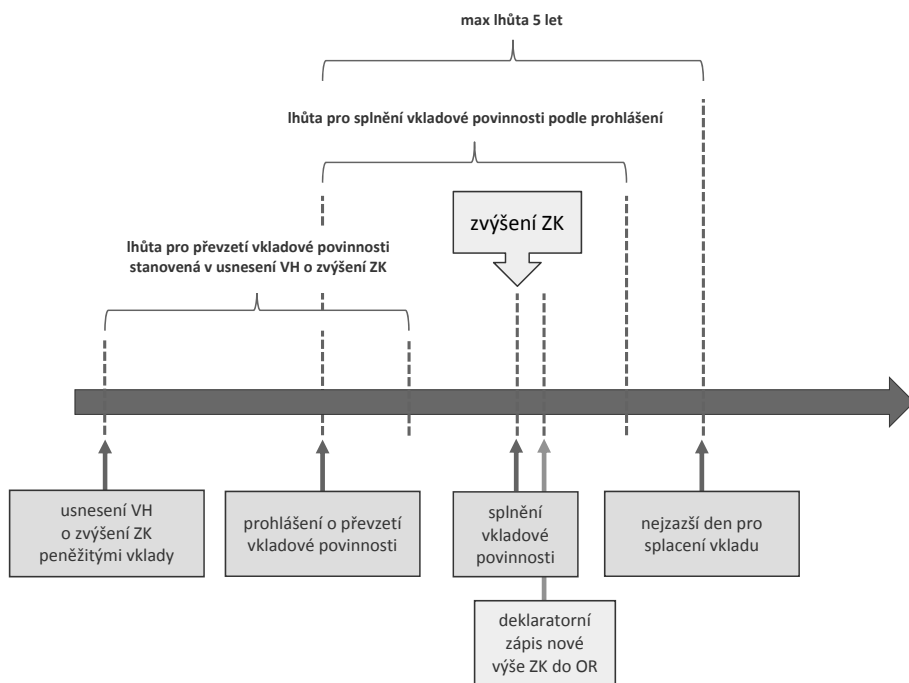 max lhůta 5 let
lhůta pro splnění vkladové povinnosti podle prohlášení
zvýšení ZK
lhůta pro převzetí vkladové povinnosti
stanovená v usnesení VH o zvýšení ZK
usnesení VH
o zvýšení ZK
peněžitými vklady
prohlášení o převzetí
vkladové povinnosti
splnění
vkladové
povinnosti
nejzazší den pro
splacení vkladu
deklaratorní
zápis nové
výše ZK do OR